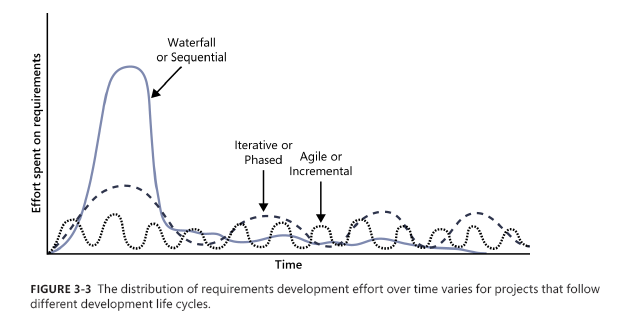 Waterfall
or Sequential
Effort spent on requirements
Iterative or
Phased
Agile or
Incremental
Time
FIGURE 3-3 The distribution of requirements development effort over time varies for projects that follow
different development life cycles.